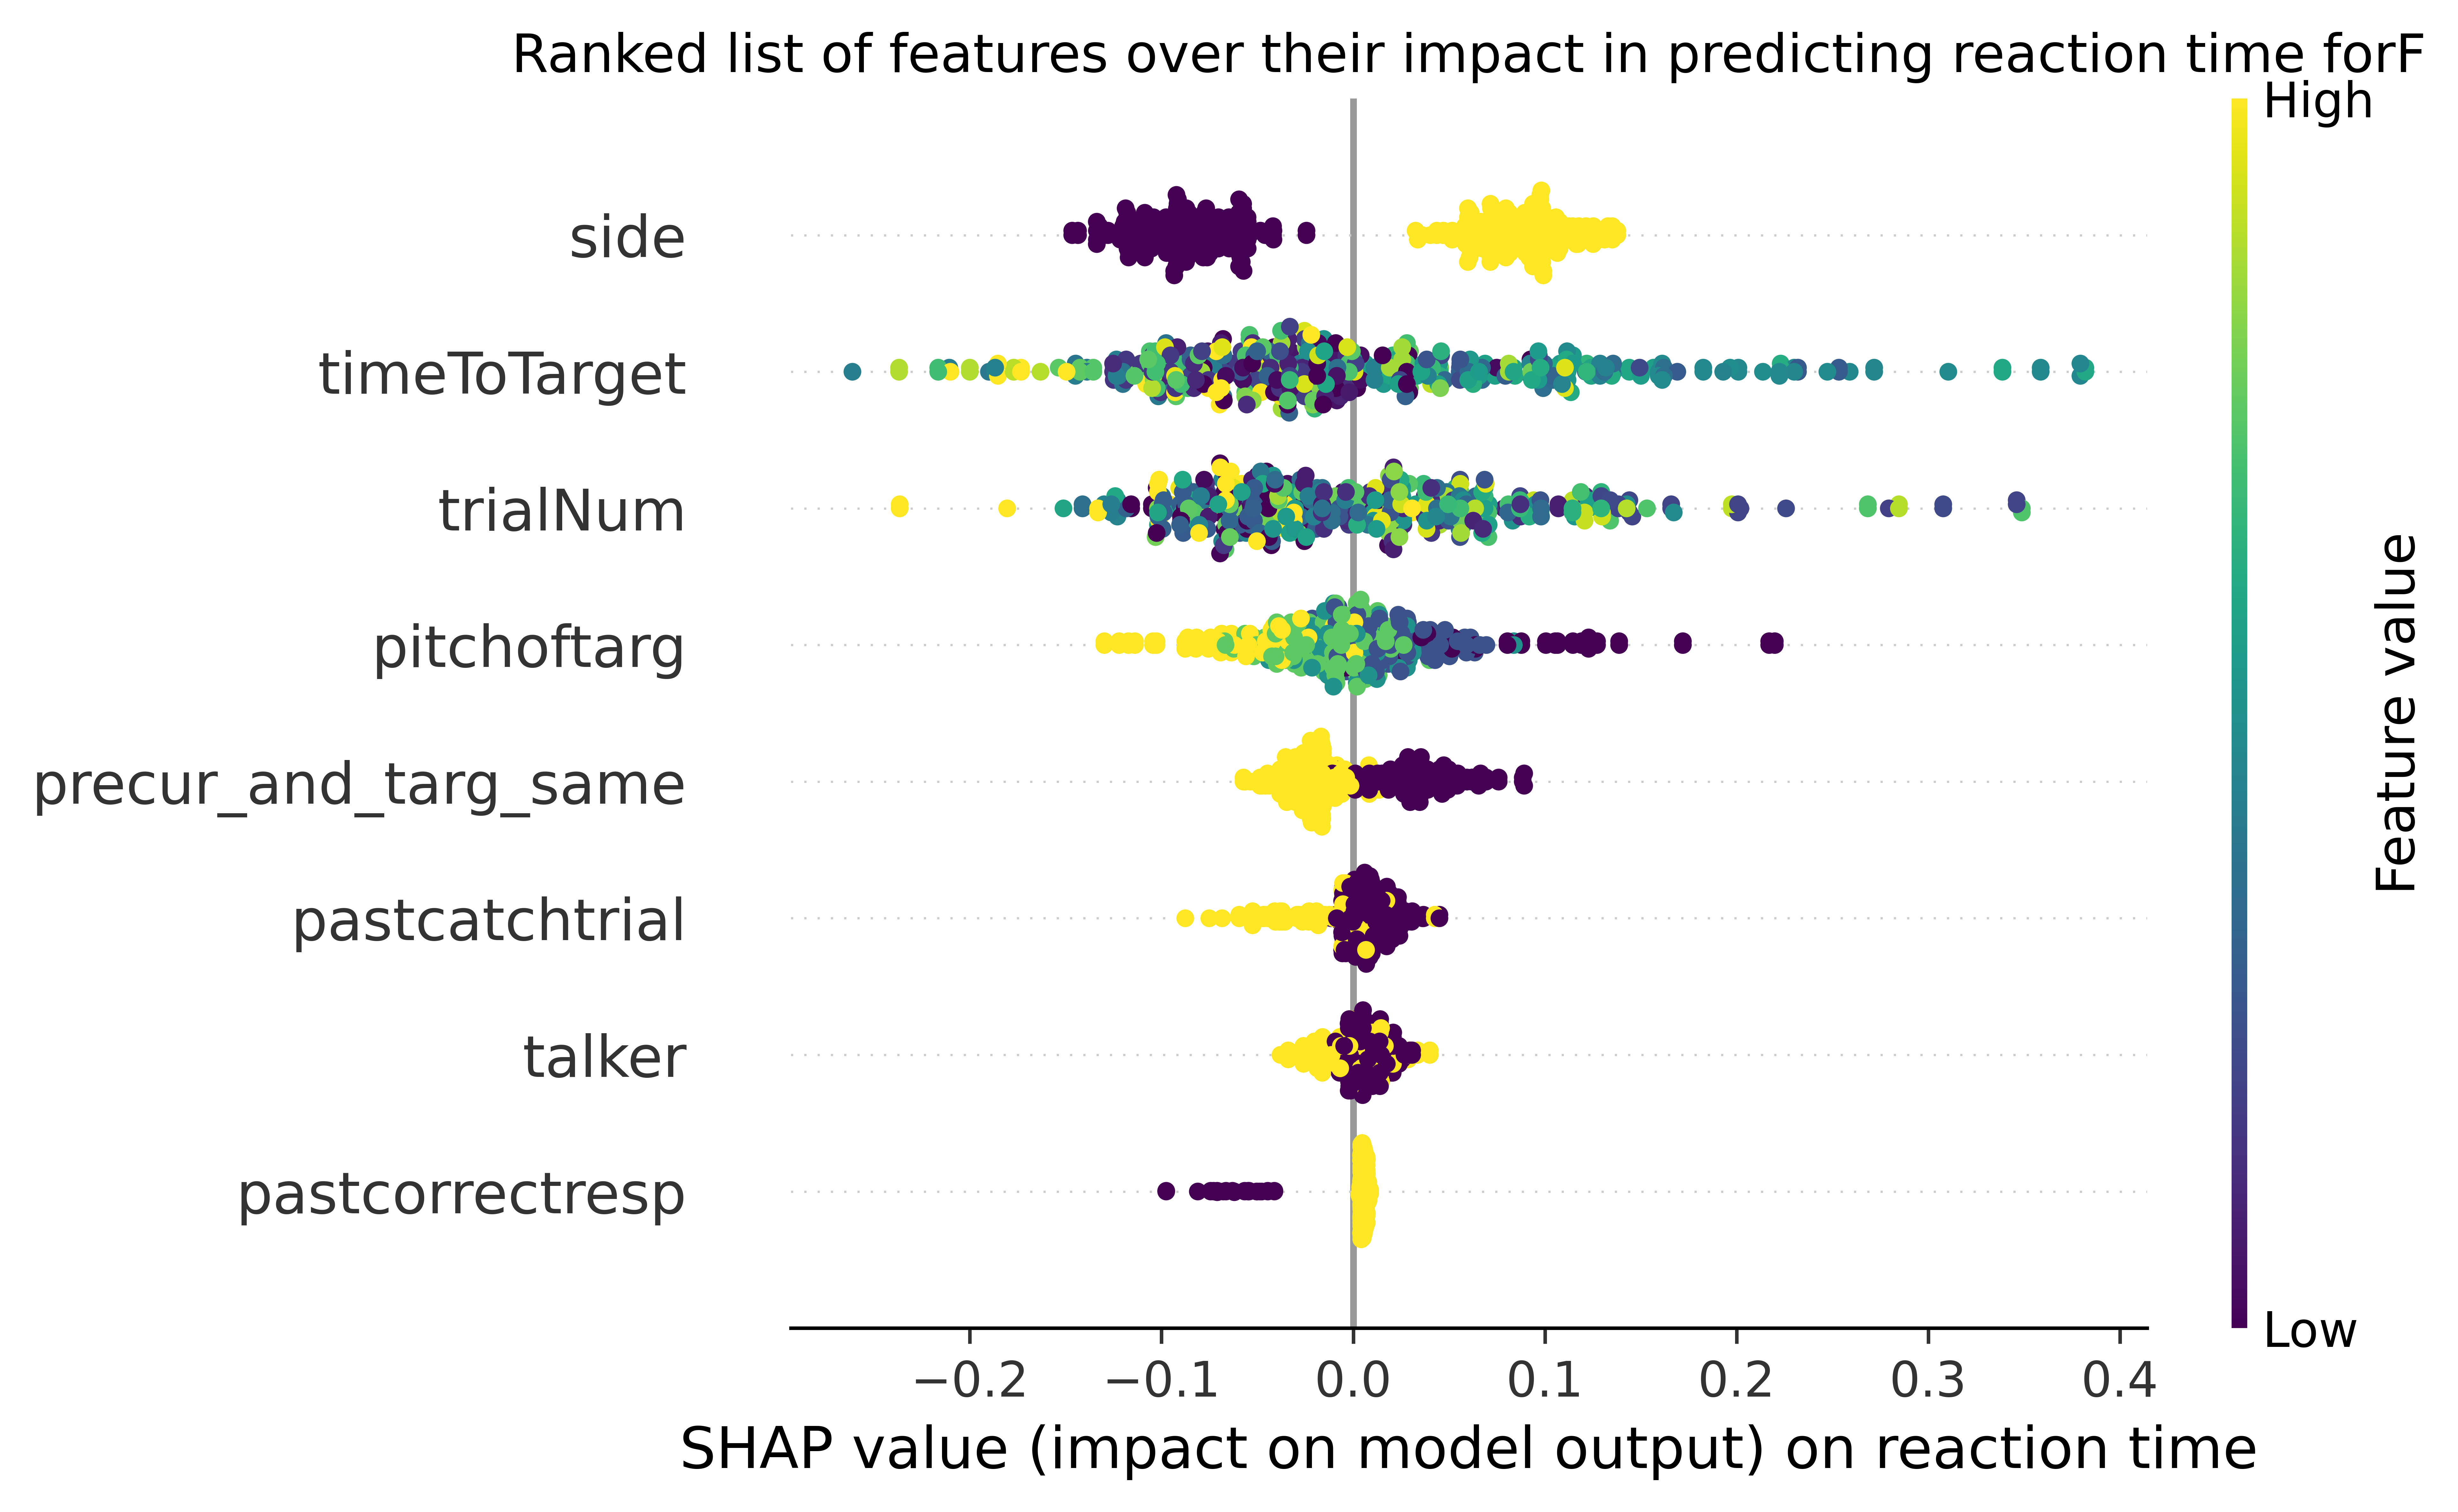 Ranked list of features over their impact in predicting reaction time forF
High
side
timeToTarget
trialNum
pitchoftarg
precur_and_targ_same
pastcatchtrial
talker
pastcorrectresp
Feature value
Low
−0.2 −0.1 0.0 0.1 0.2 0.3 0.4
SHAP value (impact on model output) on reaction time